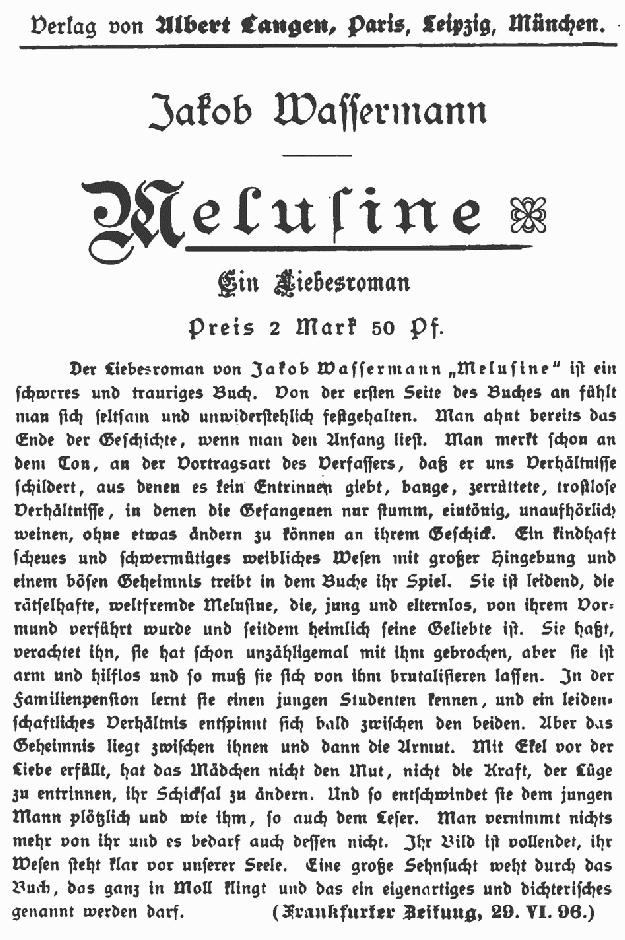 Verlag von Albert Langen, Paris, Leipzig, München.
Jakob Wassermann
Melusine
Ein Liebesroman
Preis 2 Mark 50 Pf.
Der Liebesroman von Jakob Wassermann „Melusine“ ist ein
schweres und trauriges Buch. Von der ersten Seite des Buches an fühlt
man sich seltsam und unwiderstehlich festgehalten. Man ahnt bereits das
Ende der Geschichte, wenn man den Anfang liest. Man merkt schon an
dem Ton, an der Vortragsart des Verfassers, daß er uns Verhältnisse
schildert, aus denen es kein Entrinnen giebt, bange, zerrüttete, trostlose
Verhältnisse, in denen die Gefangenen nur stumm, eintönig, unaufhörlich
weinen, ohne etwas ändern zu können an ihrem Geschick. Ein kindhaft
scheues und schwermütiges weibliches Wesen mit großer Hingebung und
einem bösen Geheimnis treibt in dem Buche ihr Spiel. Sie ist leidend, die
rätselhafte, weltfremde Melusine, die, jung und elternlos, von ihrem Vor-
mund verführt wurde und seitdem heimlich seine Geliebte ist. Sie haßt,
verachtet ihn, sie hat schon unzähligemal mit ihm gebrochen, aber sie ist
arm und hilflos und so muß sie sich von ihm brutalisieren lassen. In der
Familienpension lernt sie einen jungen Studenten kennen, und ein leiden-
schaftliches Verhältnis entspinnt sich bald zwischen den beiden. Aber das
Geheimnis liegt zwischen ihnen und dann die Armut. Mit Ekel vor der
Liebe erfüllt, hat das Mädchen nicht den Mut, nicht die Kraft, der Lüge
zu entrinnen, ihr Schicksal zu ändern. Und so entschwindet sie dem jungen
Mann plötzlich und wie ihm, so auch dem Leser. Man vernimmt nichts
mehr von ihr und es bedarf auch dessen nicht. Ihr Bild ist vollendet, ihr
Wesen steht klar vor unserer Seele. Eine große Sehnsucht weht durch das
Buch, das ganz in Moll klingt und das ein eigenartiges und dichterisches
genannt werden darf. (Frankfurter Zeitung, 29. VI. 96.)